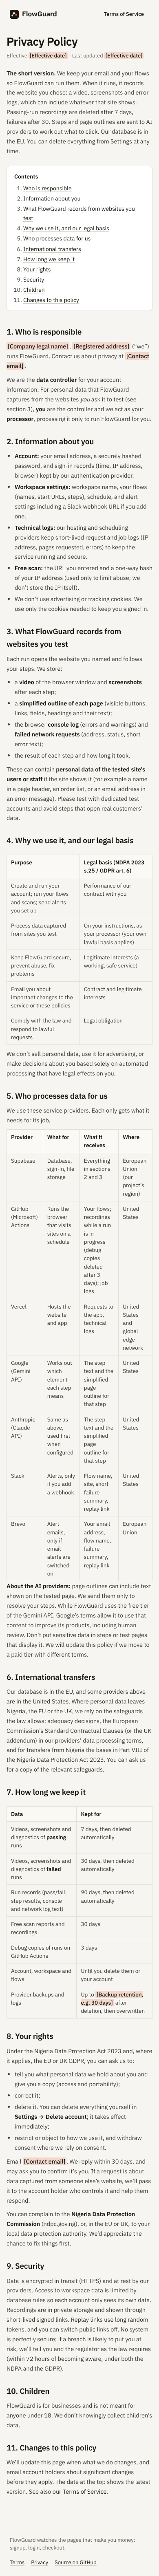 FlowGuard
Terms of Service
Privacy Policy
Effective [Effective date] · Last updated [Effective date]
The short version. We keep your email and your flows
so FlowGuard can run them. When it runs, it records
the website you chose: a video, screenshots and error
logs, which can include whatever that site shows.
Passing-run recordings are deleted after 7 days,
failures after 30. Steps and page outlines are sent to AI
providers to work out what to click. Our database is in
the EU. You can delete everything from Settings at any
time.
Contents
1. Who is responsible
2. Information about you
3. What FlowGuard records from websites you
test
4. Why we use it, and our legal basis
5. Who processes data for us
6. International transfers
7. How long we keep it
8. Your rights
9. Security
10. Children
11. Changes to this policy
1. Who is responsible
[Company legal name], [Registered address] (“we”)
runs FlowGuard. Contact us about privacy at [Contact
email].
We are the data controller for your account
information. For personal data that FlowGuard
captures from the websites you ask it to test (see
section 3), you are the controller and we act as your
processor, processing it only to run FlowGuard for you.
2. Information about you
• Account: your email address, a securely hashed
password, and sign-in records (time, IP address,
browser type) kept by our authentication provider.
• Workspace settings: workspace name, your flows
(names, start URLs, steps), schedule, and alert
settings including a Slack webhook URL if you add
one.
• Technical logs: our hosting and scheduling
providers keep short-lived request and job logs (IP
address, pages requested, errors) to keep the
service running and secure.
• Free scan: the URL you entered and a one-way hash
of your IP address (used only to limit abuse; we
don’t store the IP itself).
• We don’t use advertising or tracking cookies. We
use only the cookies needed to keep you signed in.
3. What FlowGuard records from
websites you test
Each run opens the website you named and follows
your steps. We store:
• a video of the browser window and screenshots
after each step;
• a simplified outline of each page (visible buttons,
links, fields, headings and their text);
• the browser console log (errors and warnings) and
failed network requests (address, status, short
error text);
• the result of each step and how long it took.
These can contain personal data of the tested site’s
users or staff if the site shows it (for example a name
in a page header, an order list, or an email address in
an error message). Please test with dedicated test
accounts and avoid steps that open real customers’
data.
4. Why we use it, and our legal basis
Purpose
Legal basis (NDPA 2023
s.25 / GDPR art. 6)
Create and run your
account; run your flows
and scans; send alerts
you set up
Performance of our
contract with you
Process data captured
from sites you test
On your instructions, as
your processor (your own
lawful basis applies)
Keep FlowGuard secure,
prevent abuse, fix
problems
Legitimate interests (a
working, safe service)
Email you about
important changes to the
service or these policies
Contract and legitimate
interests
Comply with the law and
respond to lawful
requests
Legal obligation
We don’t sell personal data, use it for advertising, or
make decisions about you based solely on automated
processing that have legal effects on you.
5. Who processes data for us
We use these service providers. Each only gets what it
needs for its job.
Provider
What for
What it
receives
Where
Supabase
Database,
sign-in, file
storage
Everything
in sections
2 and 3
European
Union
(our
project’s
region)
GitHub
(Microsoft)
Actions
Runs the
browser
that visits
sites on a
schedule
Your flows;
recordings
while a run
is in
progress
(debug
copies
deleted
after 3
days); job
logs
United
States
Vercel
Hosts the
website
and app
Requests to
the app,
technical
logs
United
States
and
global
edge
network
Google
(Gemini
API)
Works out
which
element
each step
means
The step
text and the
simplified
page
outline for
that step
United
States
Anthropic
(Claude
API)
Same as
above,
used first
when
configured
The step
text and the
simplified
page
outline for
that step
United
States
Slack
Alerts, only
if you add
a webhook
Flow name,
site, short
failure
summary,
replay link
United
States
Brevo
Alert
emails,
only if
email
alerts are
switched
on
Your email
address,
flow name,
failure
summary,
replay link
European
Union
About the AI providers: page outlines can include text
shown on the tested page. We send them only to
resolve your steps. While FlowGuard uses the free tier
of the Gemini API, Google’s terms allow it to use that
content to improve its products, including human
review. Don’t put sensitive data in steps or test pages
that display it. We will update this policy if we move to
a paid tier with different terms.
6. International transfers
Our database is in the EU, and some providers above
are in the United States. Where personal data leaves
Nigeria, the EU or the UK, we rely on the safeguards
the law allows: adequacy decisions, the European
Commission’s Standard Contractual Clauses (or the UK
addendum) in our providers’ data processing terms,
and for transfers from Nigeria the bases in Part VIII of
the Nigeria Data Protection Act 2023. You can ask us
for a copy of the relevant safeguards.
7. How long we keep it
Data
Kept for
Videos, screenshots and
diagnostics of passing
runs
7 days, then deleted
automatically
Videos, screenshots and
diagnostics of failed
runs
30 days, then deleted
automatically
Run records (pass/fail,
step results, console
and network log text)
90 days, then deleted
automatically
Free scan reports and
recordings
30 days
Debug copies of runs on
GitHub Actions
3 days
Account, workspace and
flows
Until you delete them or
your account
Provider backups and
logs
Up to [Backup retention,
e.g. 30 days] after
deletion, then overwritten
8. Your rights
Under the Nigeria Data Protection Act 2023 and, where
it applies, the EU or UK GDPR, you can ask us to:
• tell you what personal data we hold about you and
give you a copy (access and portability);
• correct it;
• delete it. You can delete everything yourself in
Settings → Delete account; it takes effect
immediately;
• restrict or object to how we use it, and withdraw
consent where we rely on consent.
Email [Contact email]. We reply within 30 days, and
may ask you to confirm it’s you. If a request is about
data captured from someone else’s website, we’ll pass
it to the account holder who controls it and help them
respond.
You can complain to the Nigeria Data Protection
Commission (ndpc.gov.ng), or, in the EU or UK, to your
local data protection authority. We’d appreciate the
chance to fix things first.
9. Security
Data is encrypted in transit (HTTPS) and at rest by our
providers. Access to workspace data is limited by
database rules so each account only sees its own data.
Recordings are in private storage and shown through
short-lived signed links. Replay links use long random
tokens, and you can switch public links off. No system
is perfectly secure; if a breach is likely to put you at
risk, we’ll tell you and the regulator as the law requires
(within 72 hours of becoming aware, under both the
NDPA and the GDPR).
10. Children
FlowGuard is for businesses and is not meant for
anyone under 18. We don’t knowingly collect children’s
data.
11. Changes to this policy
We’ll update this page when what we do changes, and
email account holders about significant changes
before they apply. The date at the top shows the latest
version. See also our Terms of Service.
FlowGuard watches the pages that make you money:
signup, login, checkout.
Terms Privacy Source on GitHub